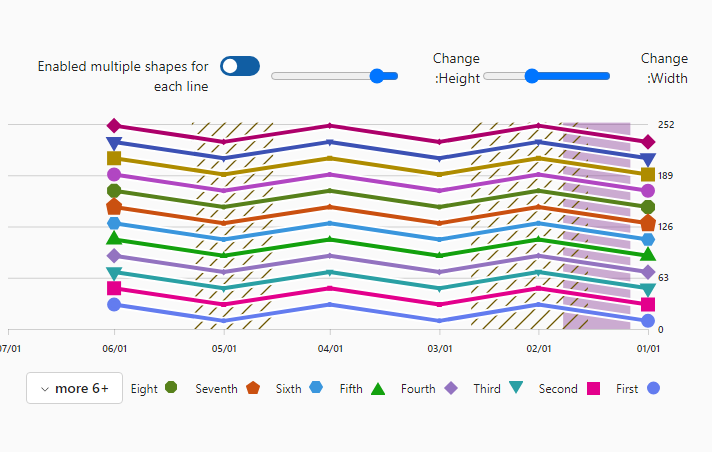 Enabled multiple shapes for
each line
Change
:Height
Change
:Width
252
189
126
63
0
07/01
06/01
05/01
04/01
03/01
02/01
01/01
more 6+
Eight
Seventh
Sixth
Fifth
Fourth
Third
Second
First